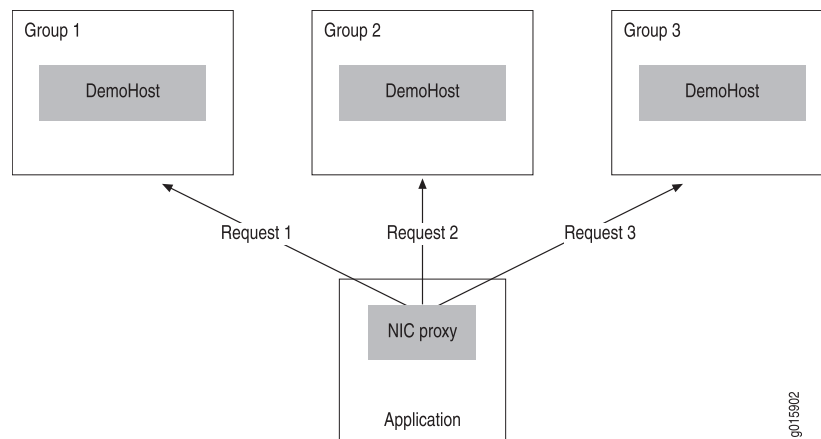 Group 1
Group 2
Group 3
DemoHost
DemoHost
DemoHost
Request 1
Request 2
Request 3
NIC proxy
Application
g015902